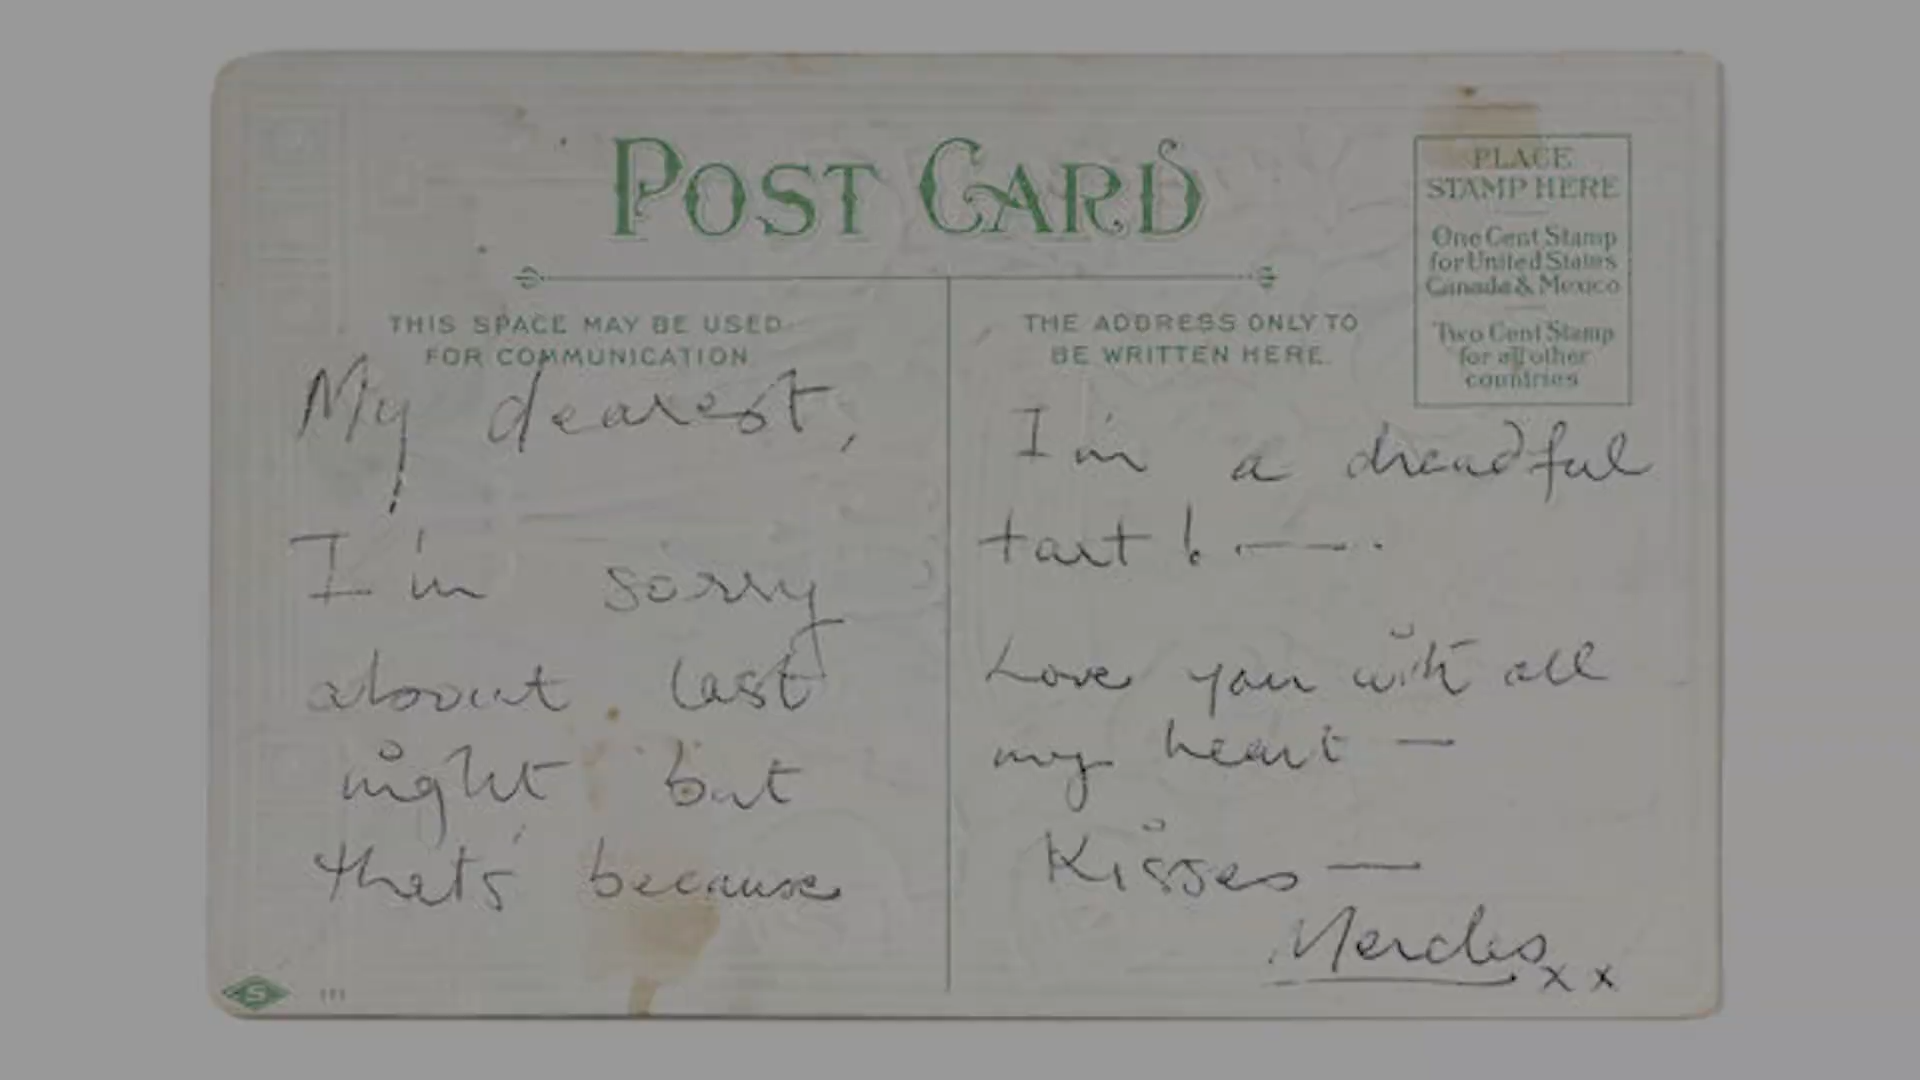 POST CARD
PLACE
STAMP HERE
One Cent Stamp
for United States
Canada & Mexico
Two Cent Stamp
for all other
countries
THIS SPACE MAY BE USED
FOR COMMUNICATION
My dearest,
I'm sorry
about last
night but
that's because
THE ADDRESS ONLY TO
BE WRITTEN HERE.
I'm a dreadful
tart!
Love you with all
my heart —
Kisses —
xx
S